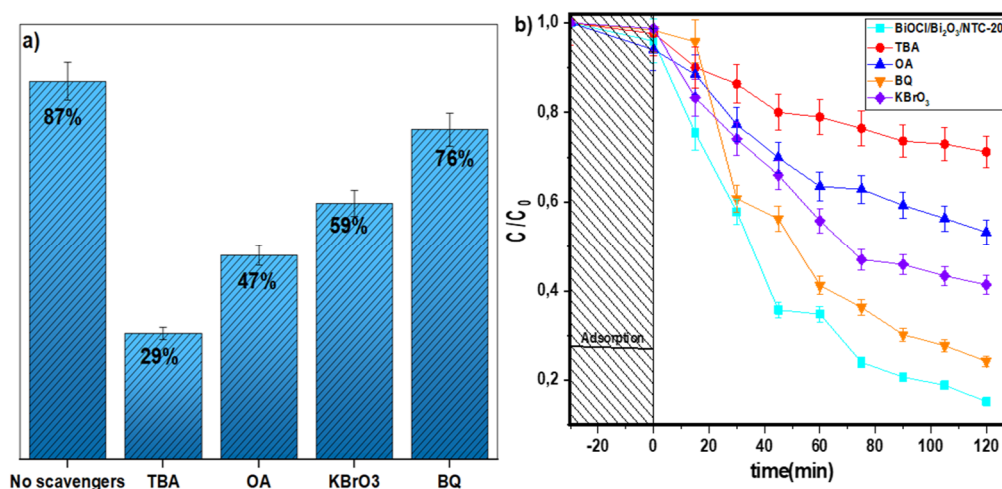 a)
87%
29%
47%
59%
76%
No scavengers
TBA
OA
KBrO3
BQ
b)
1,0
0,8
0,6
0,4
0,2
C/C₀
Adsorption
BiOCl/Bi₂O₃/NTC-20
TBA
OA
BQ
KBrO₃
-20
0
20
40
60
80
100
120
time(min)